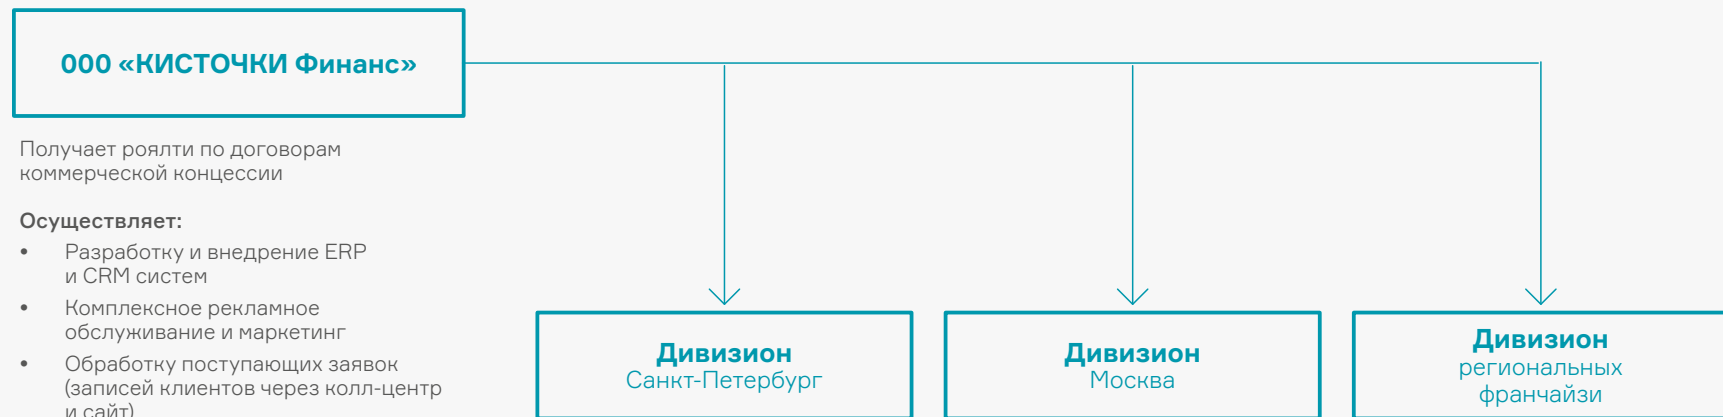 ООО «КИСТОЧКИ Финанс»
Получает роялти по договорам
коммерческой концессии
Осуществляет:
• Разработку и внедрение ERP
и CRM систем
• Комплексное рекламное
обслуживание и маркетинг
• Обработку поступающих заявок
(записей клиентов через колл-центр
и сайт)
Дивизион
Санкт-Петербург
Дивизион
Москва
Дивизион
региональных
франчайзи